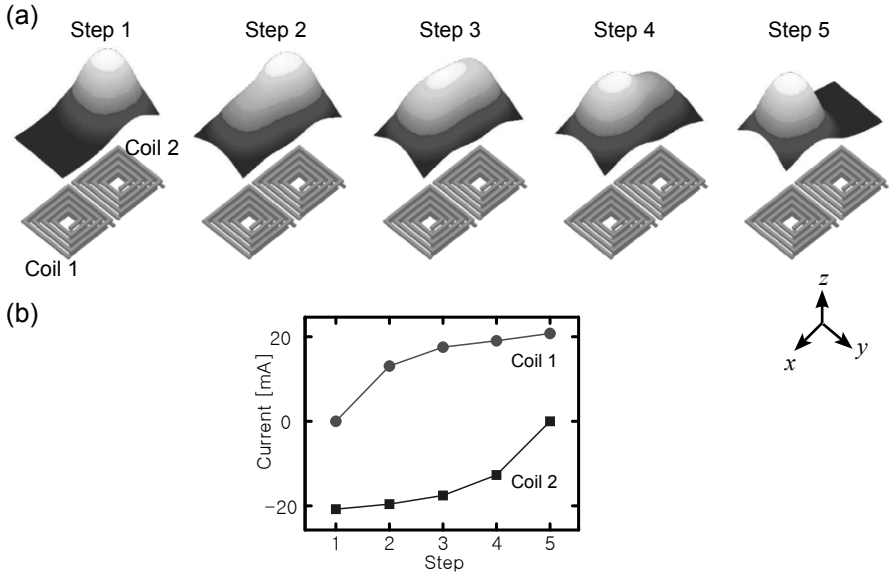 (a)
Step 1 Step 2 Step 3 Step 4 Step 5
Coil 2
Coil 1
(b)
Current [mA]
20
0
−20
Coil 1
Coil 2
1 2 3 4 5
Step
z
x
y